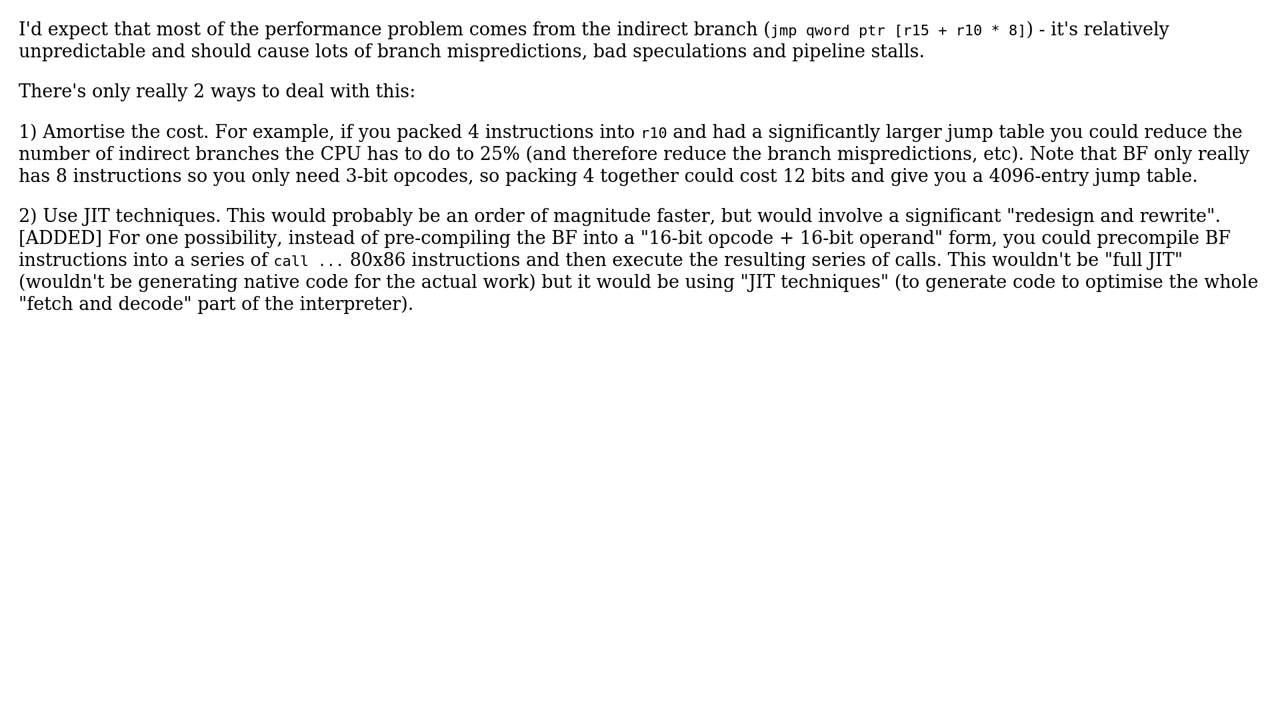 I'd expect that most of the performance problem comes from the indirect branch (jmp qword ptr [r15 + r10 * 8]) - it's relatively
unpredictable and should cause lots of branch mispredictions, bad speculations and pipeline stalls.
There's only really 2 ways to deal with this:
1) Amortise the cost. For example, if you packed 4 instructions into r10 and had a significantly larger jump table you could reduce the
number of indirect branches the CPU has to do to 25% (and therefore reduce the branch mispredictions, etc). Note that BF only really
has 8 instructions so you only need 3-bit opcodes, so packing 4 together could cost 12 bits and give you a 4096-entry jump table.
2) Use JIT techniques. This would probably be an order of magnitude faster, but would involve a significant "redesign and rewrite".
[ADDED] For one possibility, instead of pre-compiling the BF into a "16-bit opcode + 16-bit operand" form, you could precompile BF
instructions into a series of call ... 80x86 instructions and then execute the resulting series of calls. This wouldn't be "full JIT"
(wouldn't be generating native code for the actual work) but it would be using "JIT techniques" (to generate code to optimise the whole
"fetch and decode" part of the interpreter).